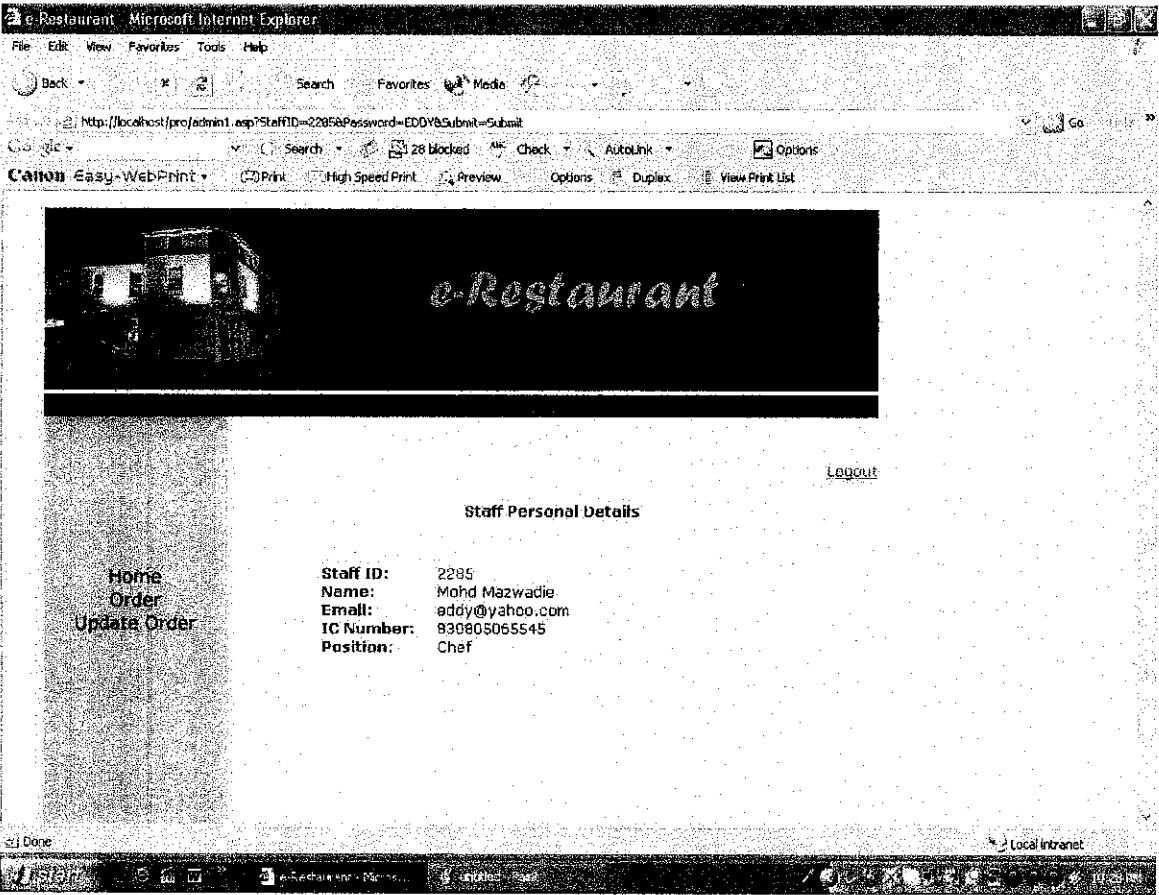 e-Restaurant - Microsoft Internet Explorer
File Edit View Favorites Tools Help
Back Search Favorites Media
http://localhost/pro/admin1.asp?StaffID=2285&Password=EDDY&Submit=Submit Go
Search 128 blocked Check AutoLink Options
Canon Easy-WebPrint Print High Speed Print Preview Options Duplex View Print List
e-Restaurant
Logout
Staff Personal Details
Home
Order
Update Order
Staff ID: 2285
Name: Mohd Mazwadie
Email: eddy@yahoo.com
IC Number: 830805065545
Position: Chef
Done Local intranet
e-Restaurant - Micros...